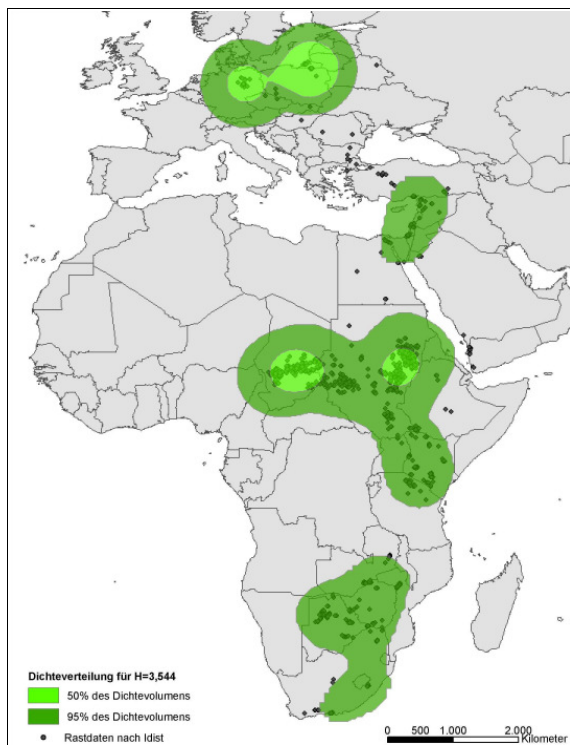 Dichteverteilung für H=3,544
50% des Dichtevolumens
95% des Dichtevolumens
Rastdaten nach Idist
0 500 1.000 2.000
Kilometer